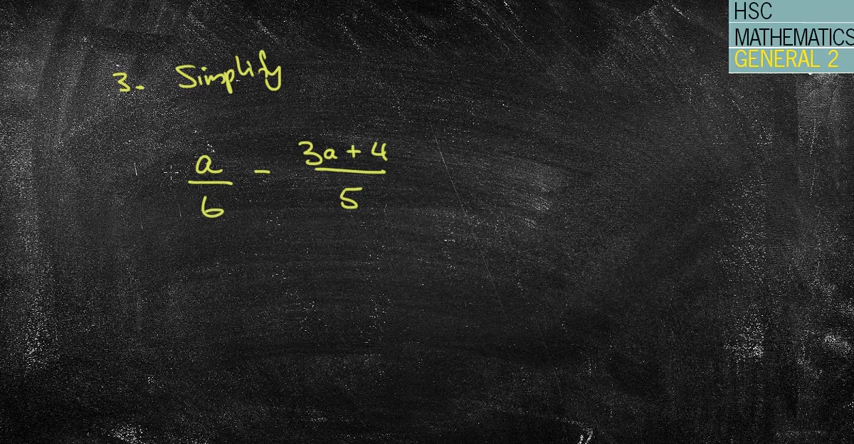 HSC
MATHEMATICS
GENERAL 2
3. Simplify
a/6 - (3a + 4)/5